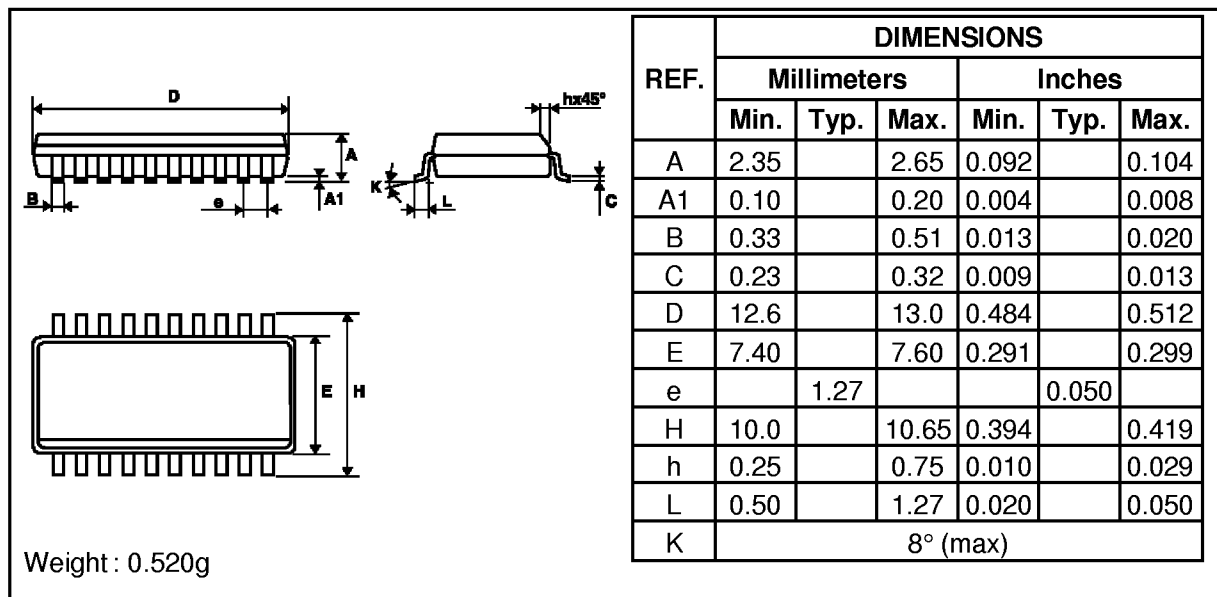 D
hx45°
A
K
B
e
A1
L
C
E
H
Weight : 0.520g
DIMENSIONS
REF. Millimeters Inches
Min. Typ. Max. Min. Typ. Max.
A 2.35 2.65 0.092 0.104
A1 0.10 0.20 0.004 0.008
B 0.33 0.51 0.013 0.020
C 0.23 0.32 0.009 0.013
D 12.6 13.0 0.484 0.512
E 7.40 7.60 0.291 0.299
e 1.27 0.050
H 10.0 10.65 0.394 0.419
h 0.25 0.75 0.010 0.029
L 0.50 1.27 0.020 0.050
K 8° (max)